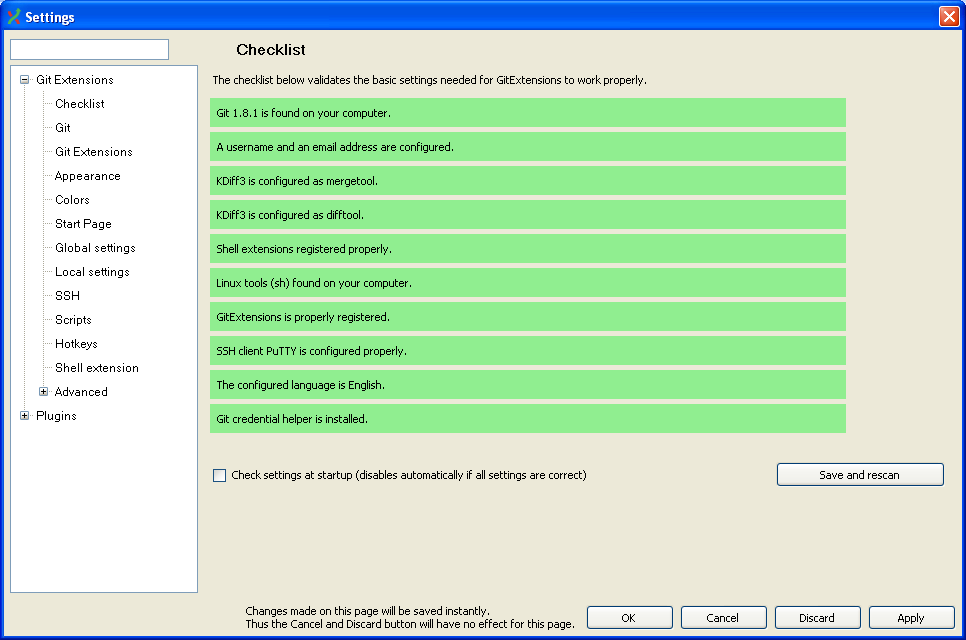 Settings
Checklist
Git Extensions
Checklist
Git
Git Extensions
Appearance
Colors
Start Page
Global settings
Local settings
SSH
Scripts
Hotkeys
Shell extension
Advanced
Plugins
The checklist below validates the basic settings needed for GitExtensions to work properly.
Git 1.8.1 is found on your computer.
A username and an email address are configured.
KDiff3 is configured as mergetool.
KDiff3 is configured as difftool.
Shell extensions registered properly.
Linux tools (sh) found on your computer.
GitExtensions is properly registered.
SSH client PuTTY is configured properly.
The configured language is English.
Git credential helper is installed.
Check settings at startup (disables automatically if all settings are correct)
Save and rescan
Changes made on this page will be saved instantly.
Thus the Cancel and Discard button will have no effect for this page.
OK
Cancel
Discard
Apply